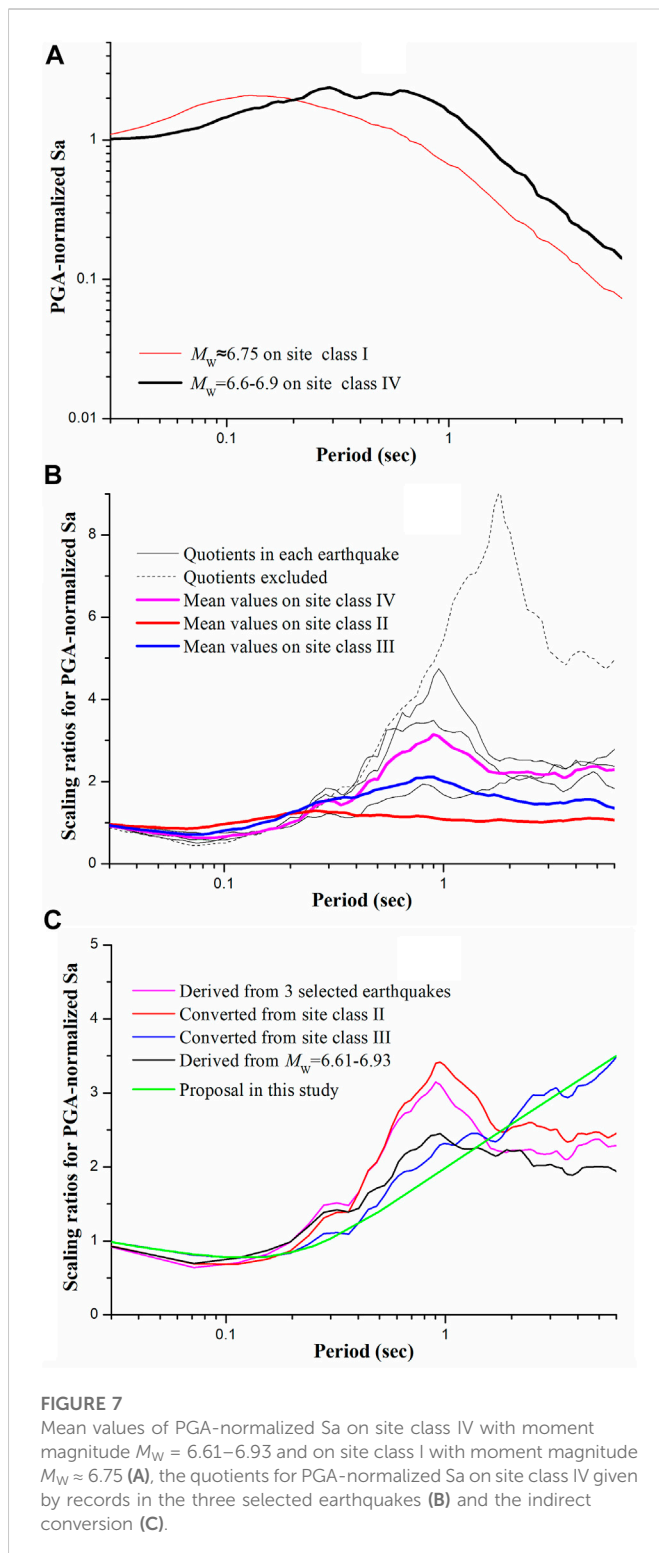 A
PGA-normalized Sa
1
0.1
0.01
M_W≈6.75 on site class I
M_W=6.6-6.9 on site class IV
0.1 1
Period (sec)
B
Scaling ratios for PGA-normalized Sa
8
6
4
2
0
Quotients in each earthquake
Quotients excluded
Mean values on site class IV
Mean values on site class II
Mean values on site class III
0.1 1
Period (sec)
C
Scaling ratios for PGA-normalized Sa
5
4
3
2
1
0
Derived from 3 selected earthquakes
Converted from site class II
Converted from site class III
Derived from M_W=6.61-6.93
Proposal in this study
0.1 1
Period (sec)
FIGURE 7
Mean values of PGA-normalized Sa on site class IV with moment
magnitude M_W = 6.61–6.93 and on site class I with moment magnitude
M_W ≈ 6.75 (A), the quotients for PGA-normalized Sa on site class IV given
by records in the three selected earthquakes (B) and the indirect
conversion (C).